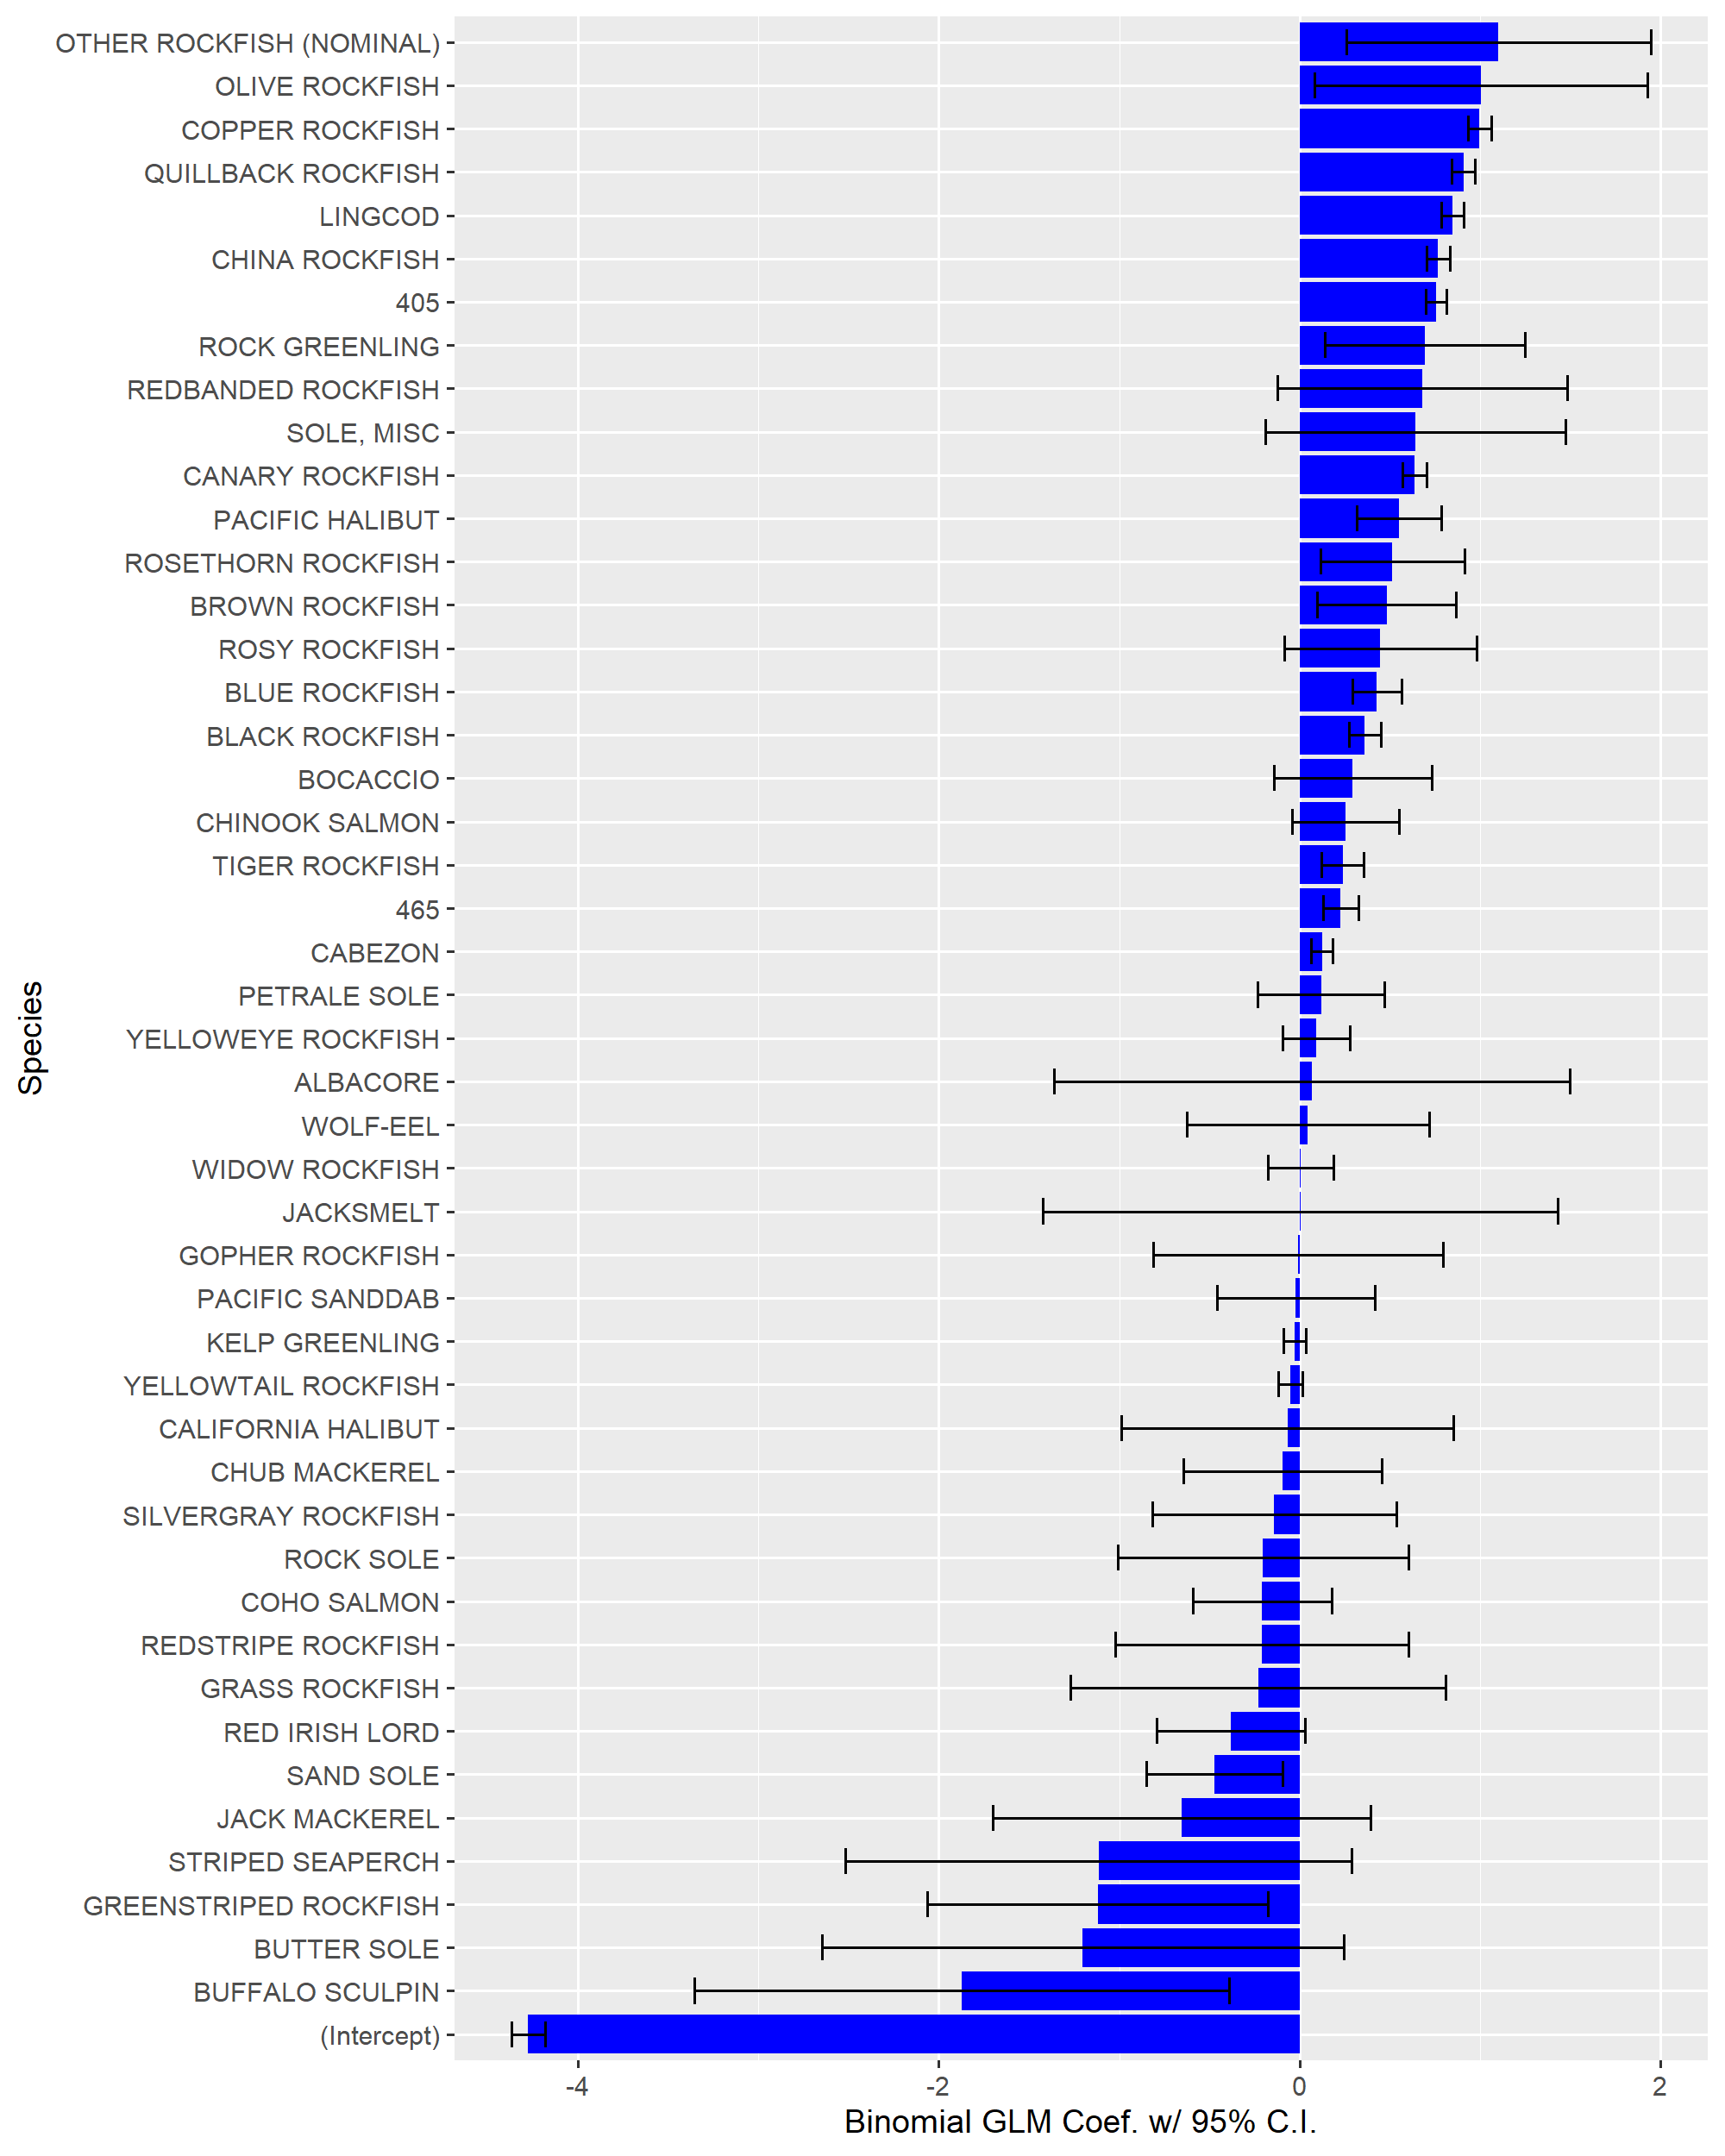 OTHER ROCKFISH (NOMINAL)
OLIVE ROCKFISH
COPPER ROCKFISH
QUILLBACK ROCKFISH
LINGCOD
CHINA ROCKFISH
405
ROCK GREENLING
REDBANDED ROCKFISH
SOLE, MISC
CANARY ROCKFISH
PACIFIC HALIBUT
ROSETHORN ROCKFISH
BROWN ROCKFISH
ROSY ROCKFISH
BLUE ROCKFISH
BLACK ROCKFISH
BOCACCIO
CHINOOK SALMON
TIGER ROCKFISH
465
CABEZON
PETRALE SOLE
YELLOWEYE ROCKFISH
ALBACORE
WOLF-EEL
WIDOW ROCKFISH
JACKSMELT
GOPHER ROCKFISH
PACIFIC SANDDAB
KELP GREENLING
YELLOWTAIL ROCKFISH
CALIFORNIA HALIBUT
CHUB MACKEREL
SILVERGRAY ROCKFISH
ROCK SOLE
COHO SALMON
REDSTRIPE ROCKFISH
GRASS ROCKFISH
RED IRISH LORD
SAND SOLE
JACK MACKEREL
STRIPED SEAPERCH
GREENSTRIPED ROCKFISH
BUTTER SOLE
BUFFALO SCULPIN
(Intercept)
Species
-4 -2 0 2
Binomial GLM Coef. w/ 95% C.I.